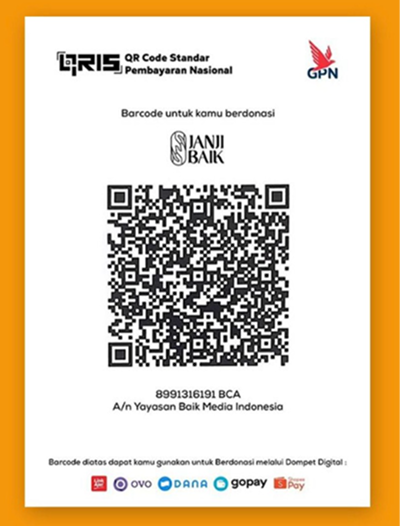 QRIS QR Code Standar
Pembayaran Nasional
GPN
Barcode untuk kamu berdonasi
JANJI
BAIK
8991316191 BCA
A/n Yayasan Baik Media Indonesia
Barcode diatas dapat kamu gunakan untuk Berdonasi melalui Dompet Digital :
OVO DANA gopay Pay